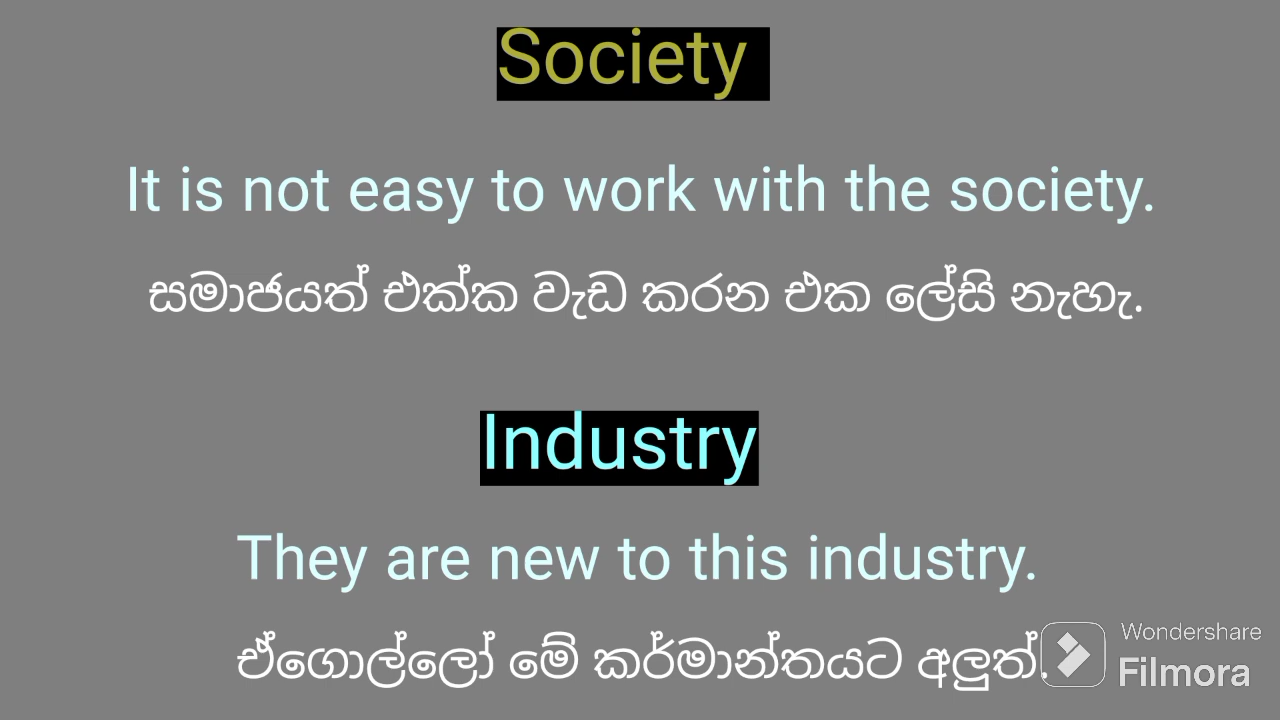 Society
It is not easy to work with the society.
සමාජයත් එක්ක වැඩ කරන එක ලේසි නැහැ.
Industry
They are new to this industry.
ඒගොල්ලෝ මේ කර්මාන්තයට අලුත්.
Wondershare
Filmora